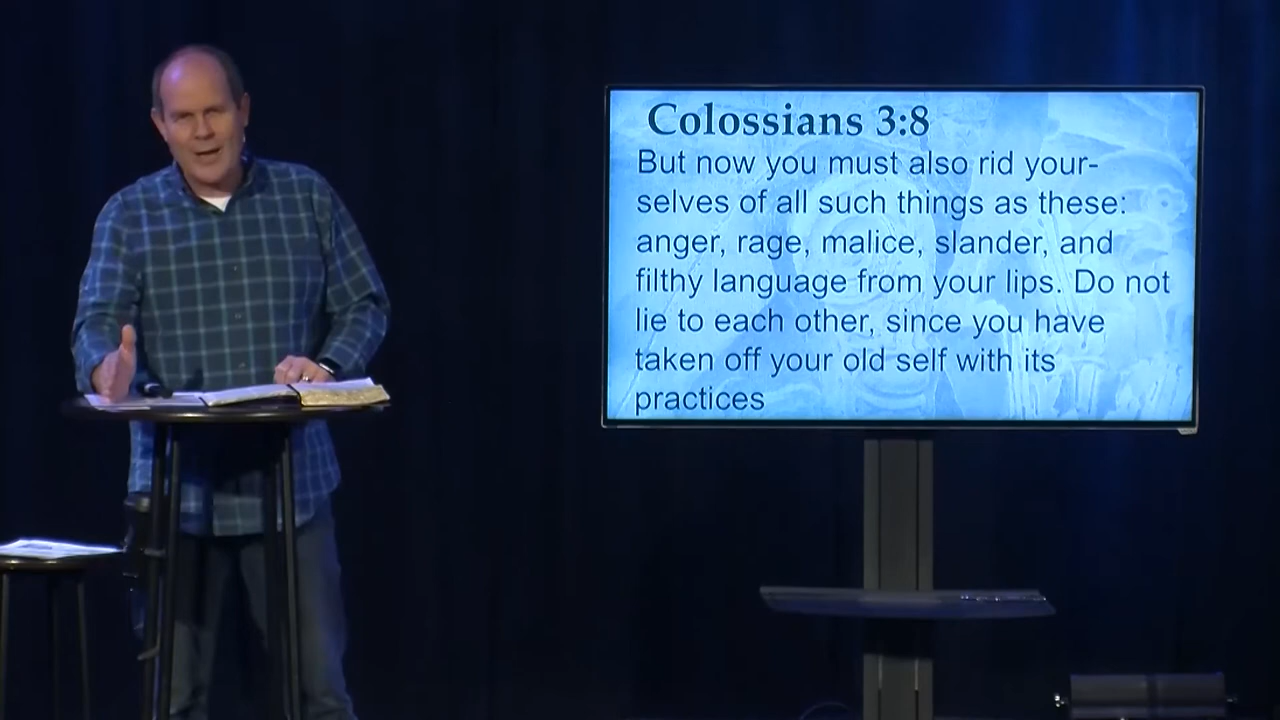 Colossians 3:8
But now you must also rid your-
selves of all such things as these:
anger, rage, malice, slander, and
filthy language from your lips. Do not
lie to each other, since you have
taken off your old self with its
practices